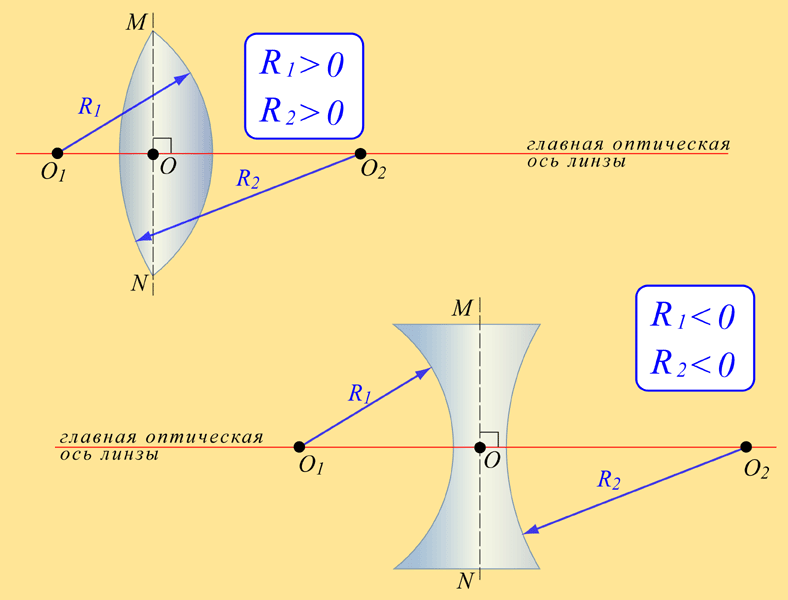 M
R1>0
R2>0
R1
главная оптическая
ось линзы
O1
O
R2
O2
N
M
R1<0
R2<0
R1
главная оптическая
ось линзы
O1
O
R2
O2
N